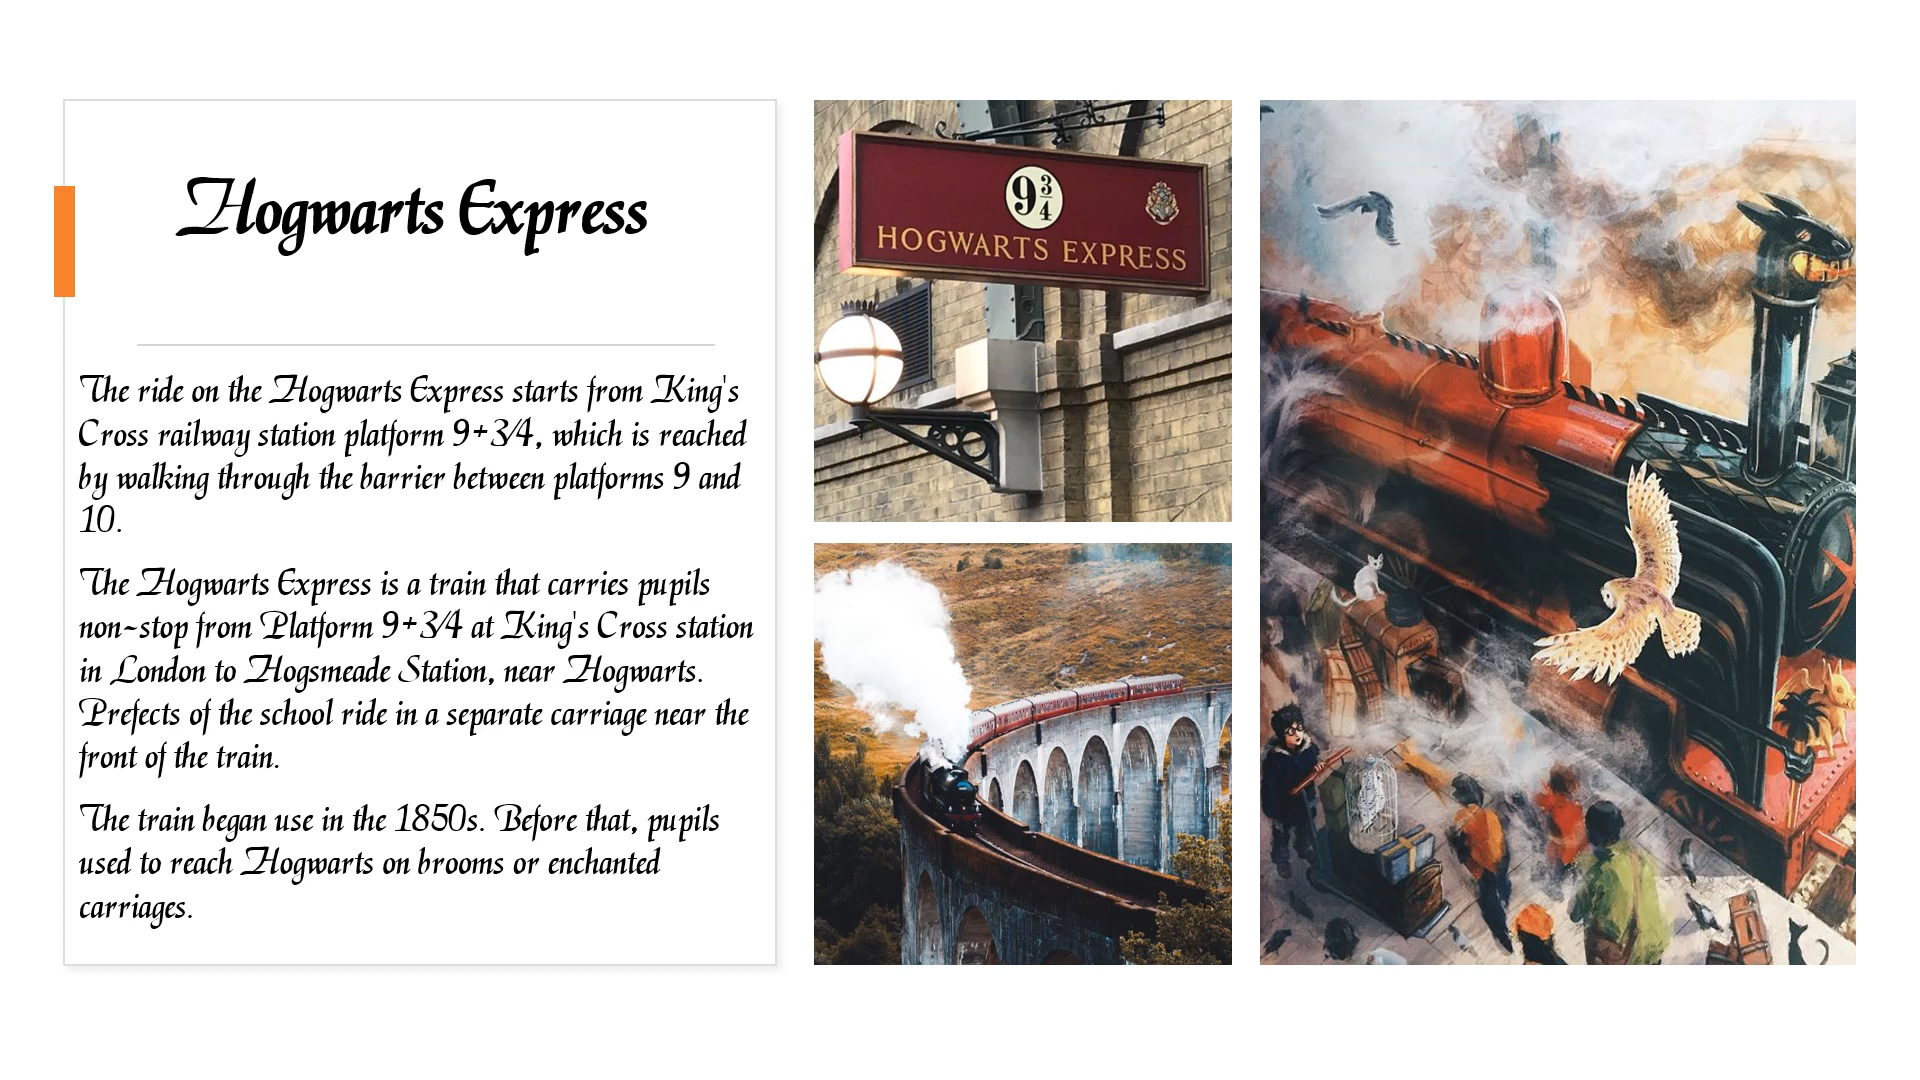 Hogwarts Express
The ride on the Hogwarts Express starts from King's
Cross railway station platform 9+3/4, which is reached
by walking through the barrier between platforms 9 and
10.
The Hogwarts Express is a train that carries pupils
non-stop from Platform 9+3/4 at King's Cross station
in London to Hogsmeade Station, near Hogwarts.
Prefects of the school ride in a separate carriage near the
front of the train.
The train began use in the 1850s. Before that, pupils
used to reach Hogwarts on brooms or enchanted
carriages.
9 3/4
HOGWARTS EXPRESS